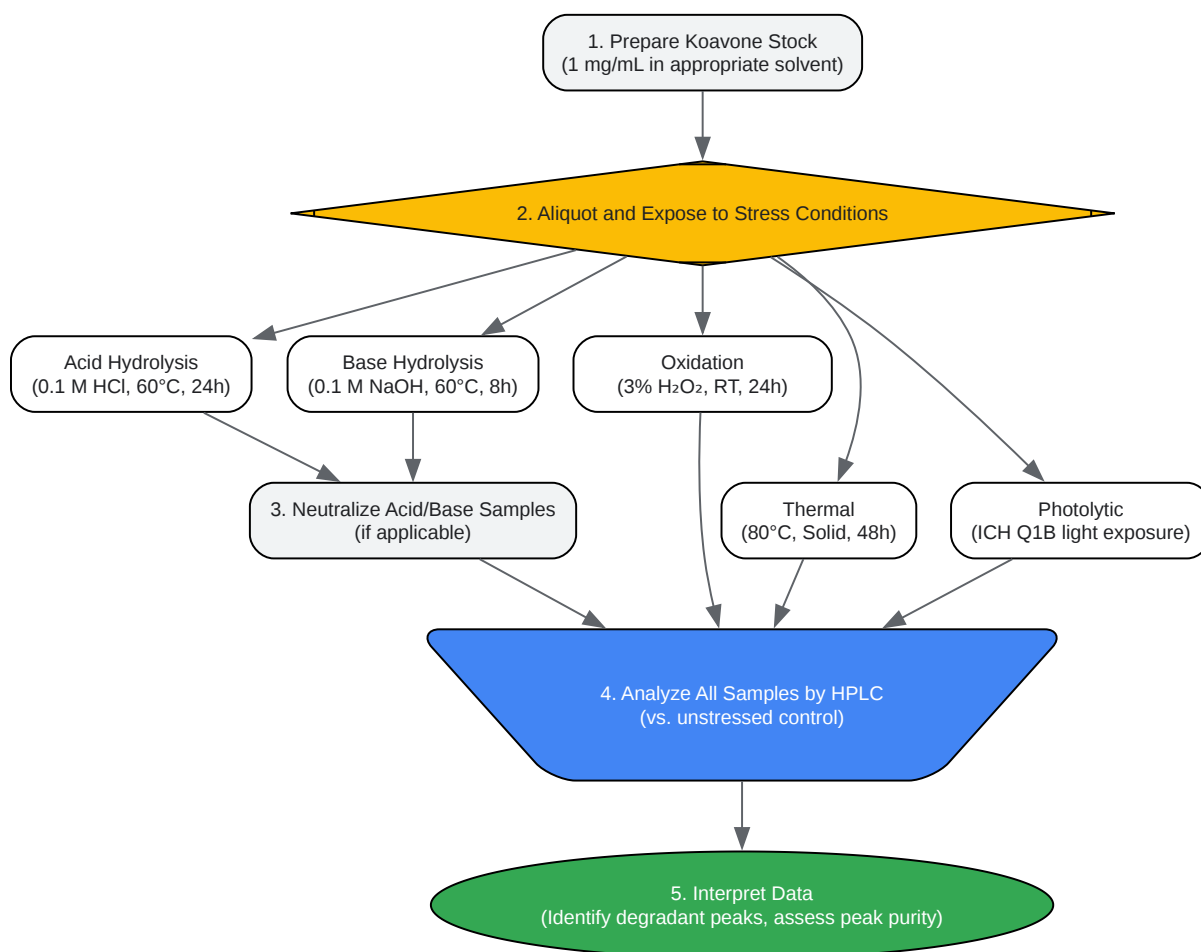 1. Prepare Koavone Stock
(1 mg/mL in appropriate solvent)
2. Aliquot and Expose to Stress Conditions
Acid Hydrolysis
(0.1 M HCl, 60°C, 24h)
Base Hydrolysis
(0.1 M NaOH, 60°C, 8h)
Oxidation
(3% H₂O₂, RT, 24h)
3. Neutralize Acid/Base Samples
(if applicable)
Thermal
(80°C, Solid, 48h)
Photolytic
(ICH Q1B light exposure)
4. Analyze All Samples by HPLC
(vs. unstressed control)
5. Interpret Data
(Identify degradant peaks, assess peak purity)